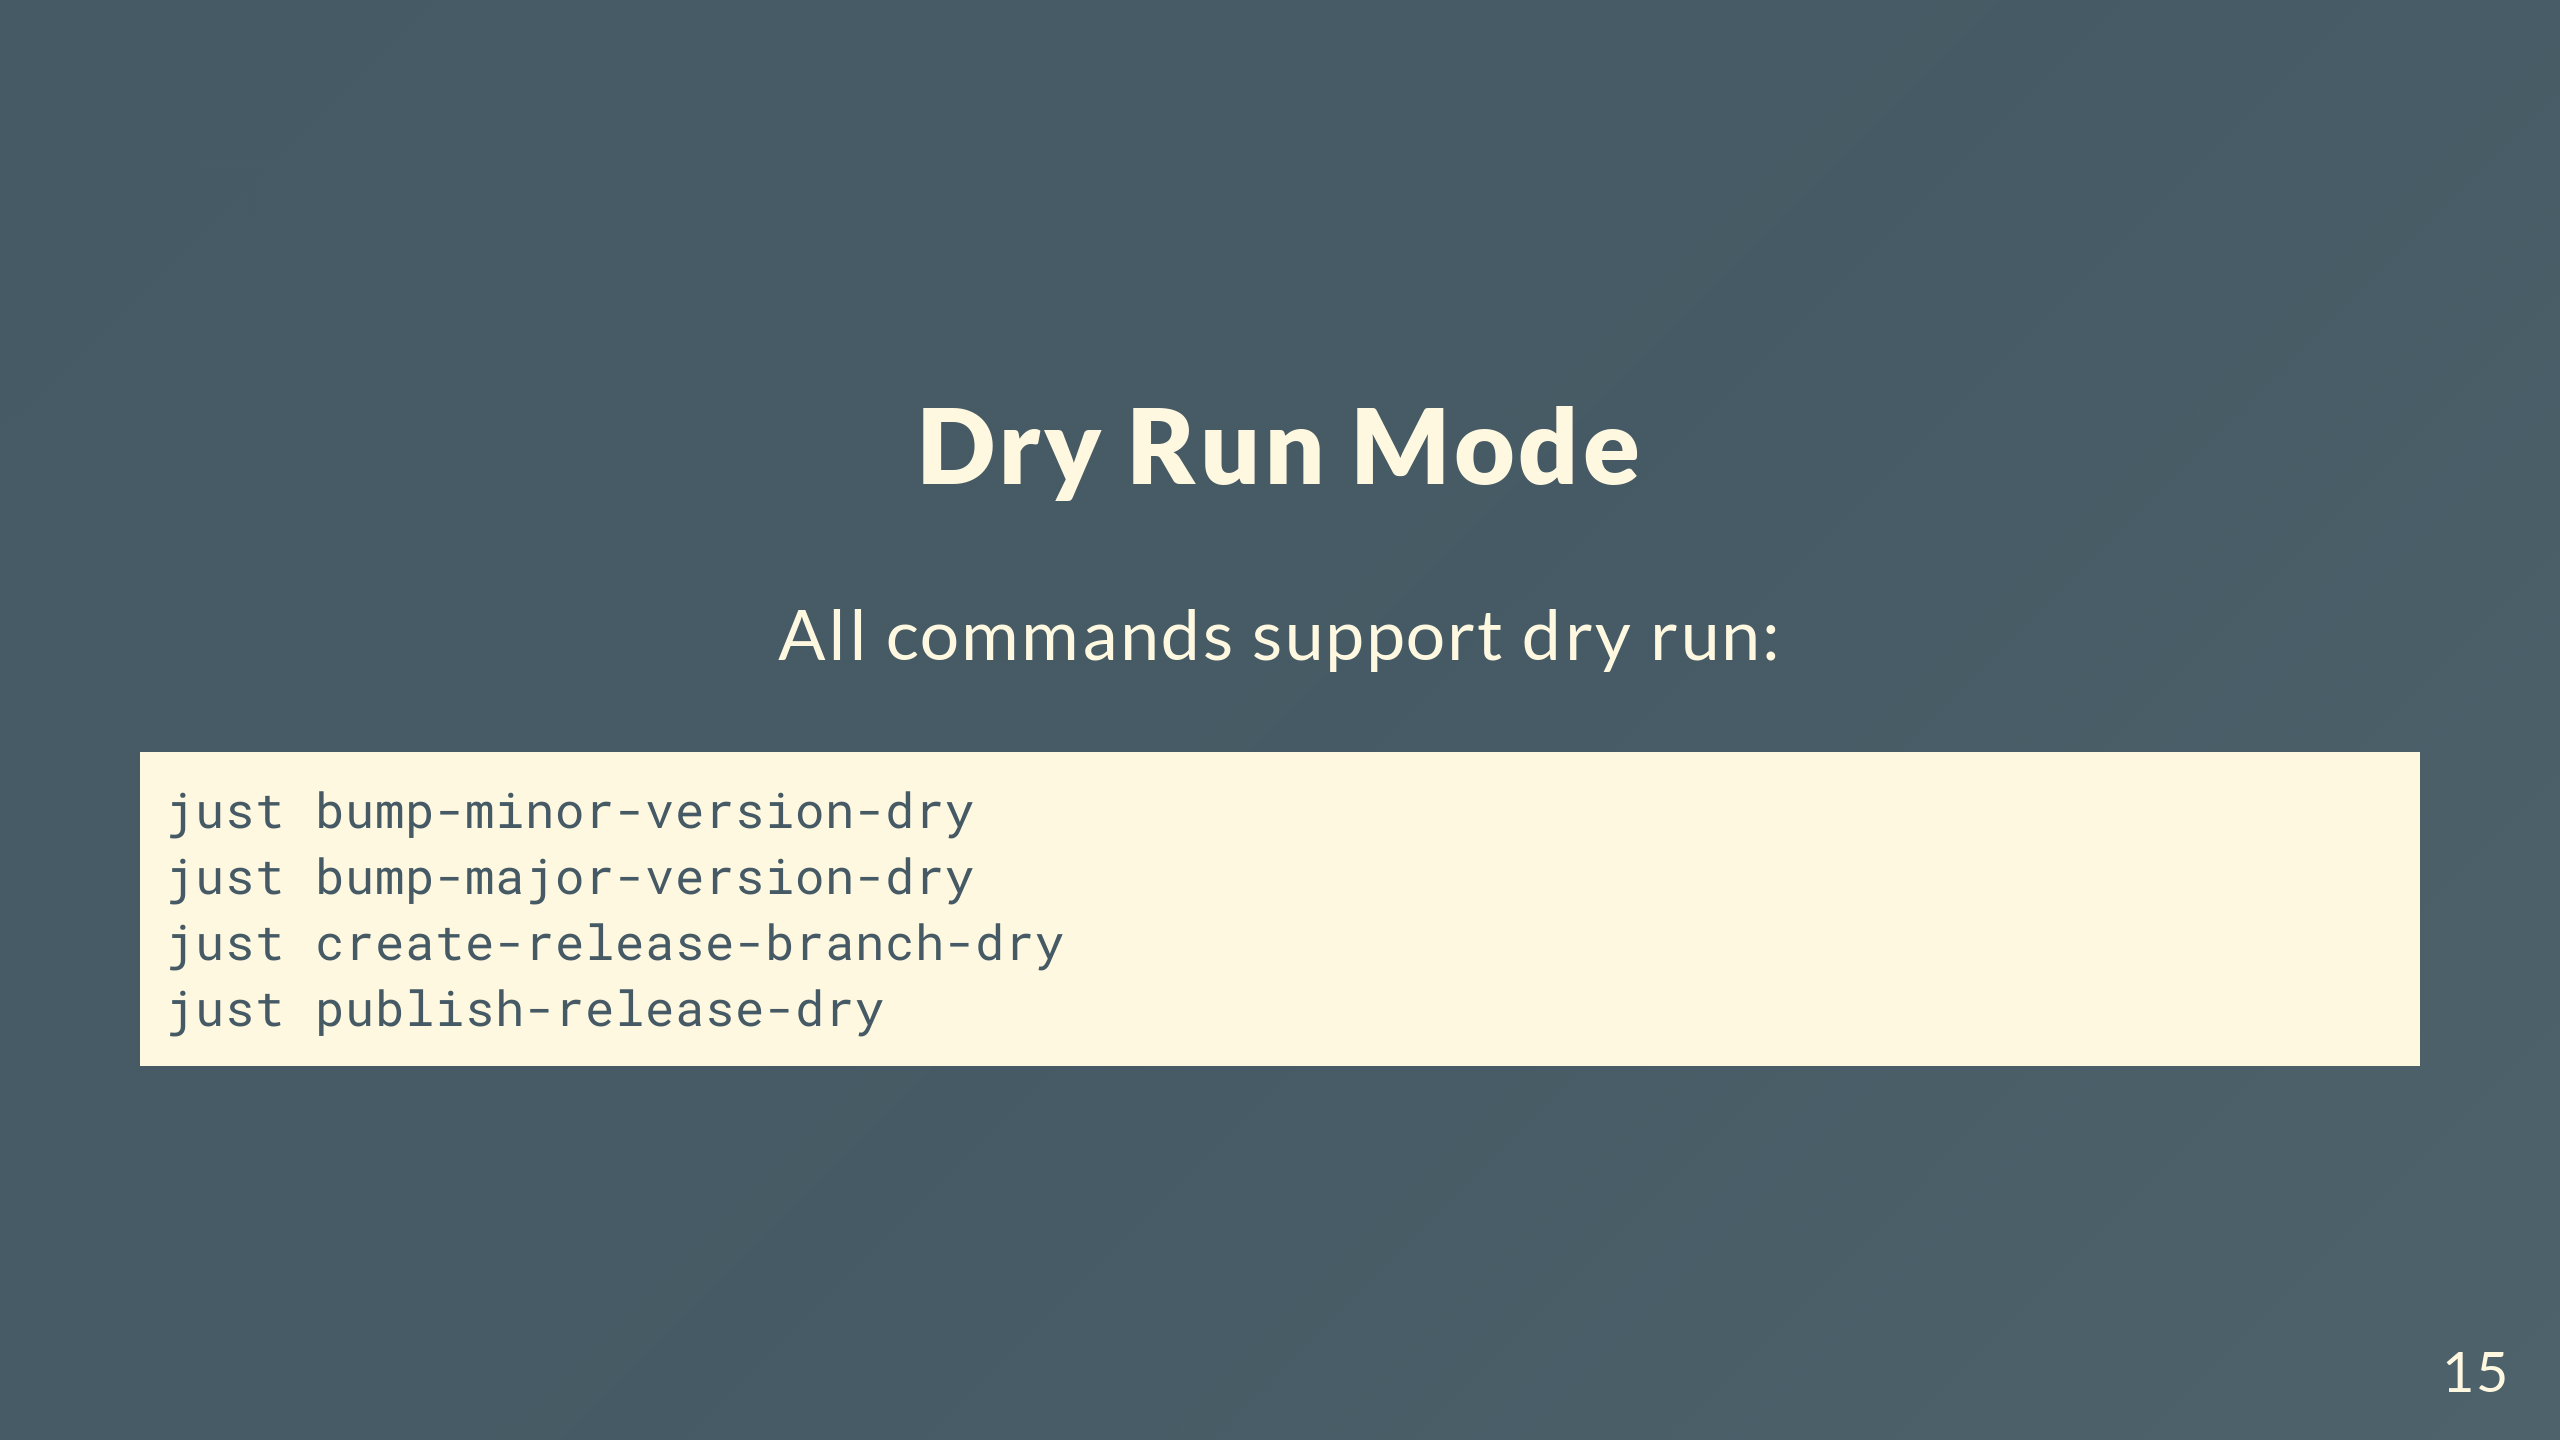 Dry Run Mode
All commands support dry run:
just bump-minor-version-dry
just bump-major-version-dry
just create-release-branch-dry
just publish-release-dry
15